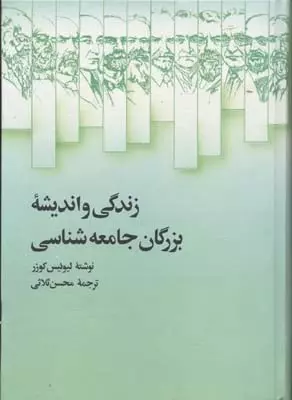 زندگی و اندیشهٔ
بزرگان جامعه شناسی
نوشتهٔ لیوئیس کوزر
ترجمهٔ محسن ثلاثی